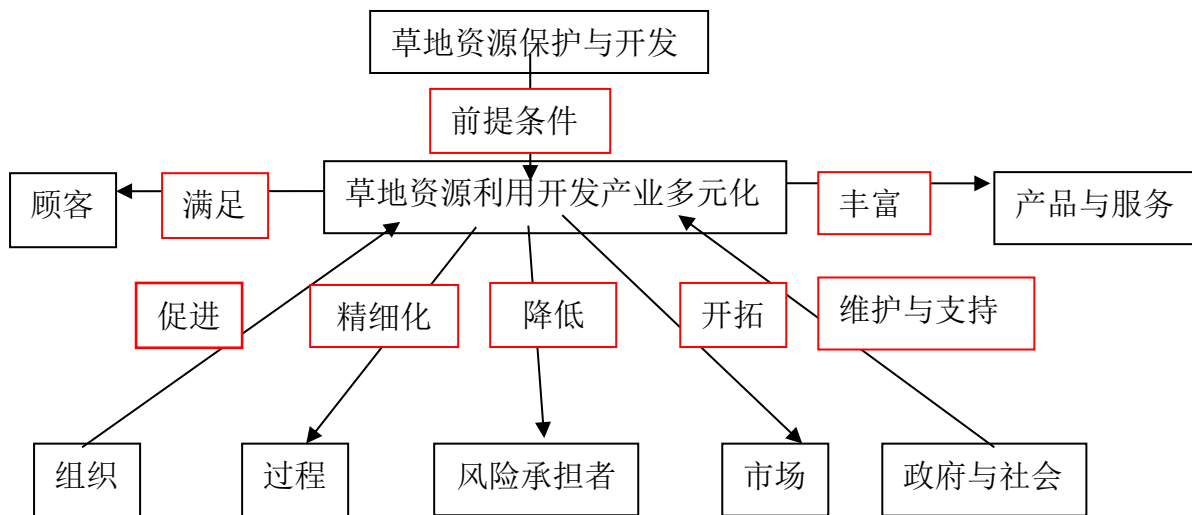 草地资源保护与开发
前提条件
顾客
满足
草地资源利用开发产业多元化
丰富
产品与服务
促进
精细化
降低
开拓
维护与支持
组织
过程
风险承担者
市场
政府与社会